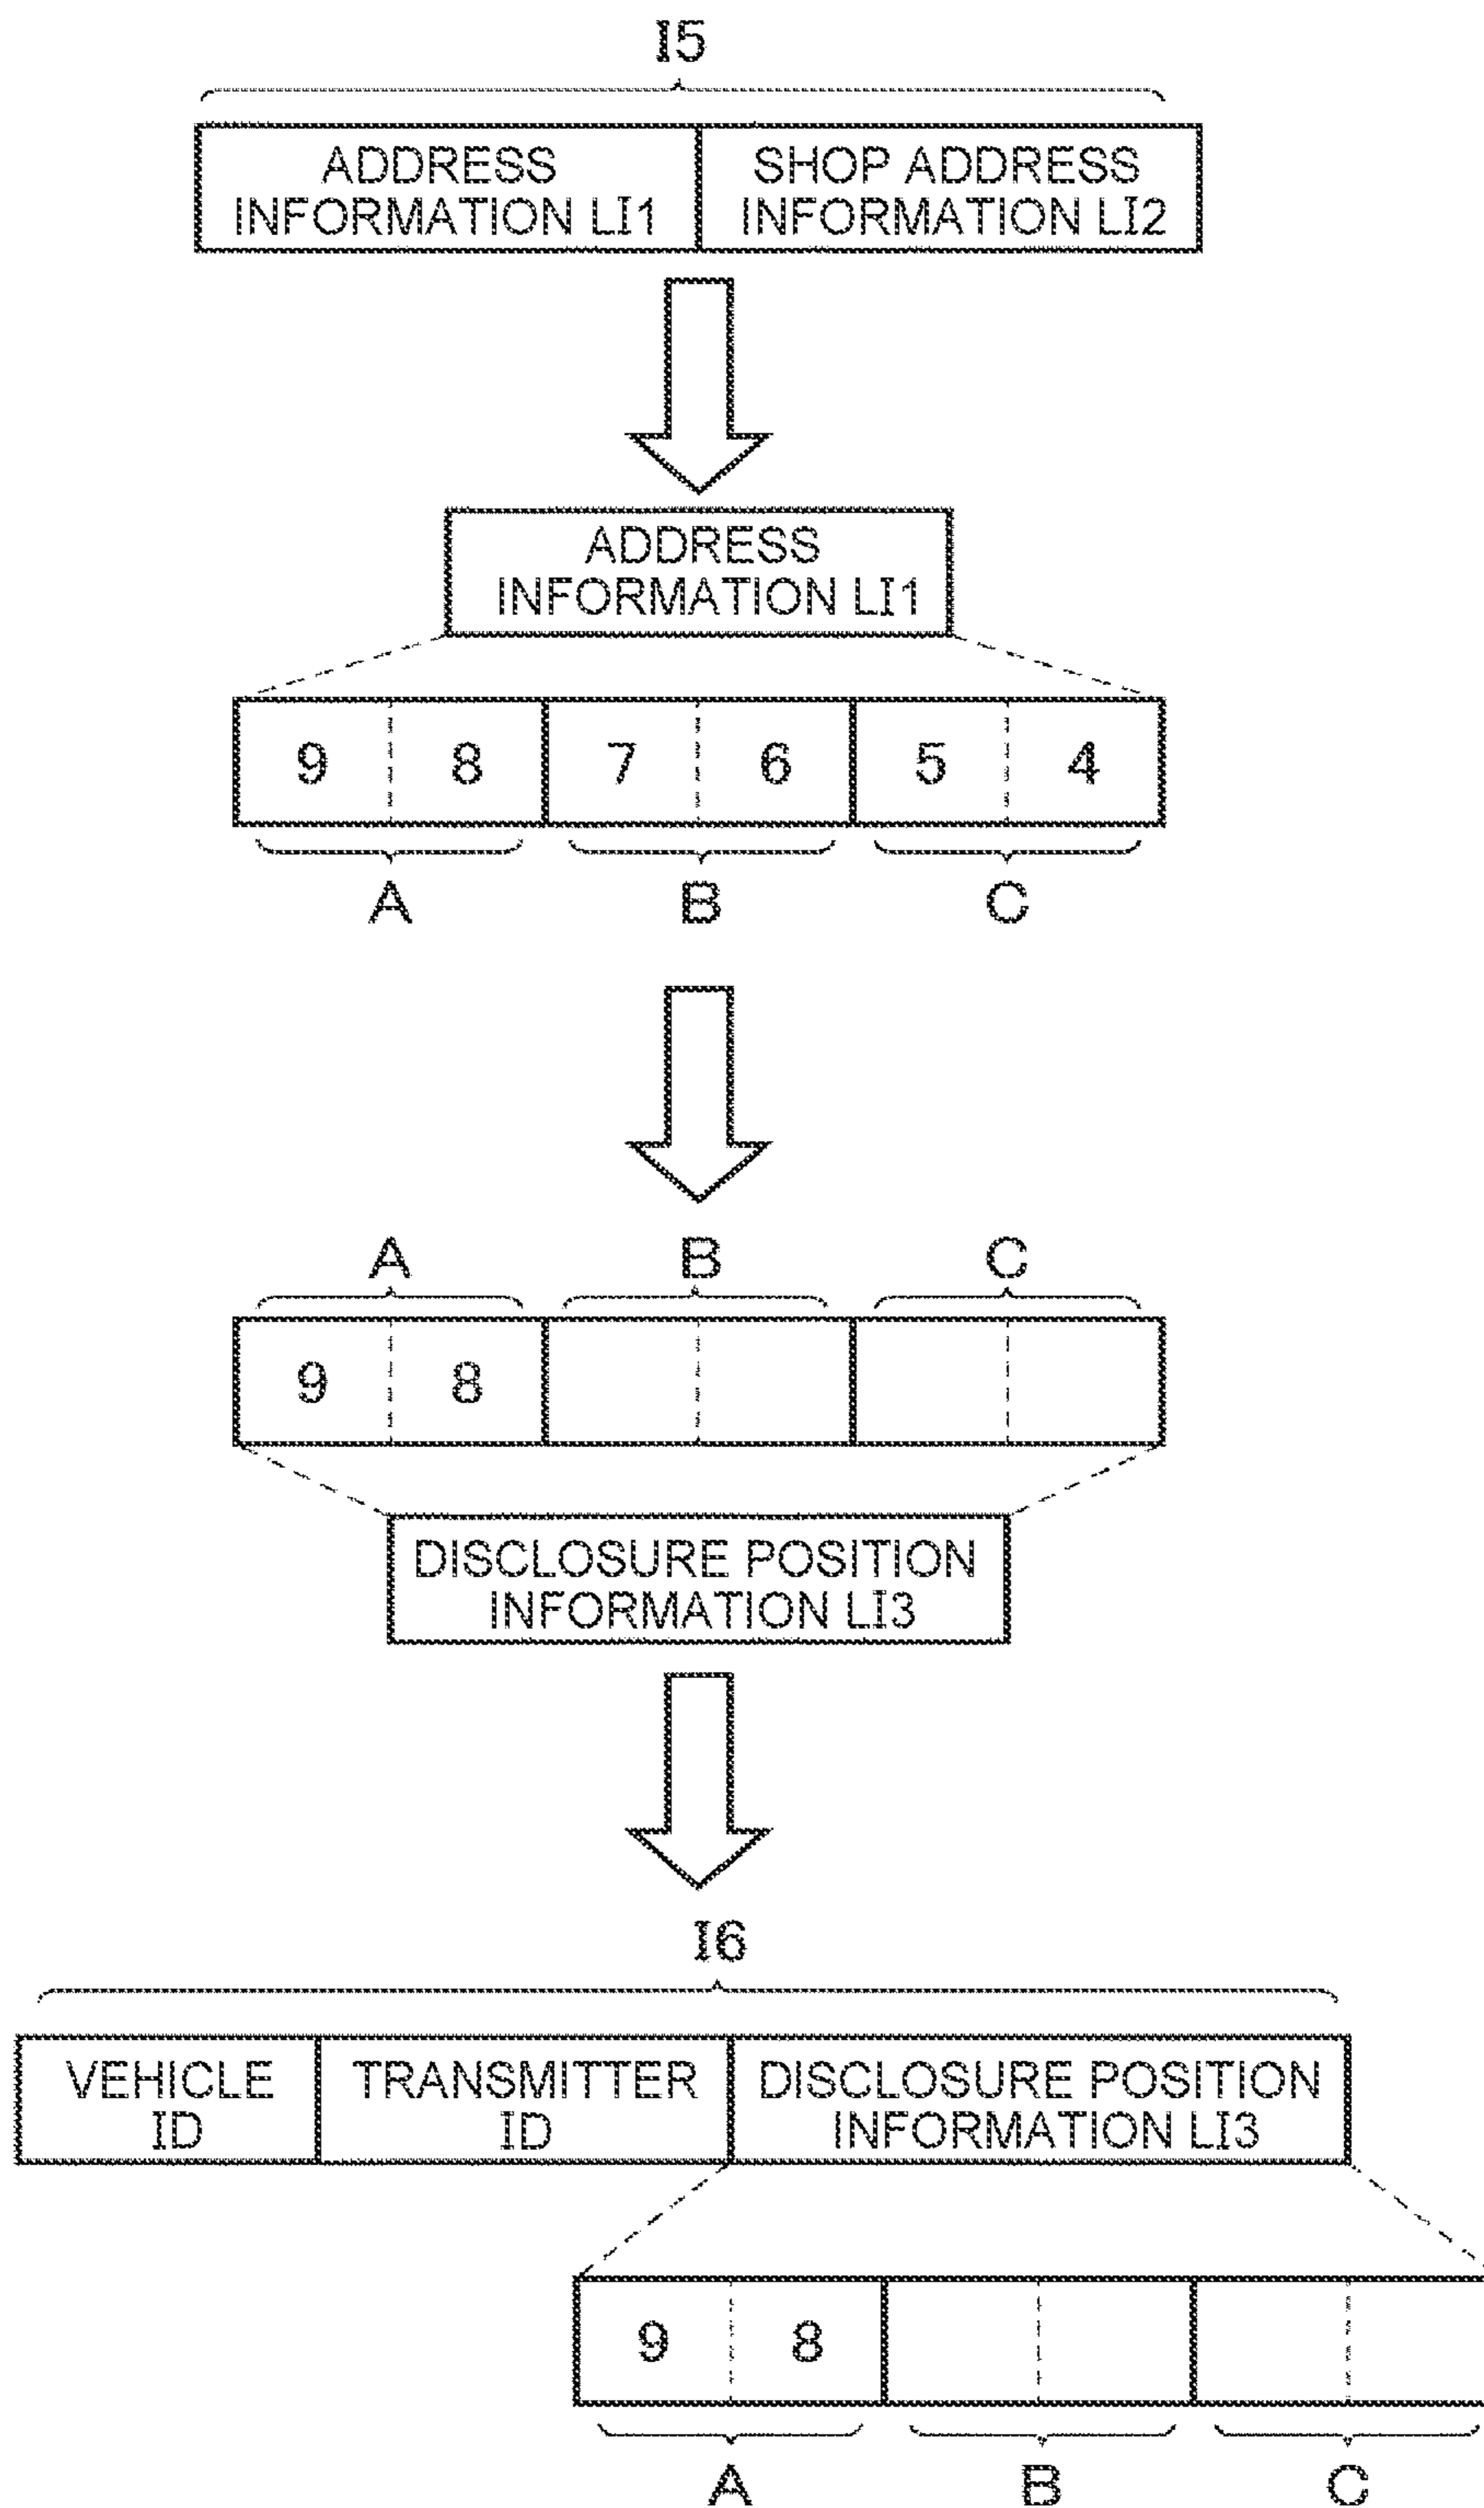 I5
ADDRESS
INFORMATION LI1
SHOP ADDRESS
INFORMATION LI2
ADDRESS
INFORMATION LI1
9 8 7 6 5 4
A B C
A B C
9 8
DISCLOSURE POSITION
INFORMATION LI3
I6
VEHICLE
ID
TRANSMITTER
ID
DISCLOSURE POSITION
INFORMATION LI3
9 8
A B C